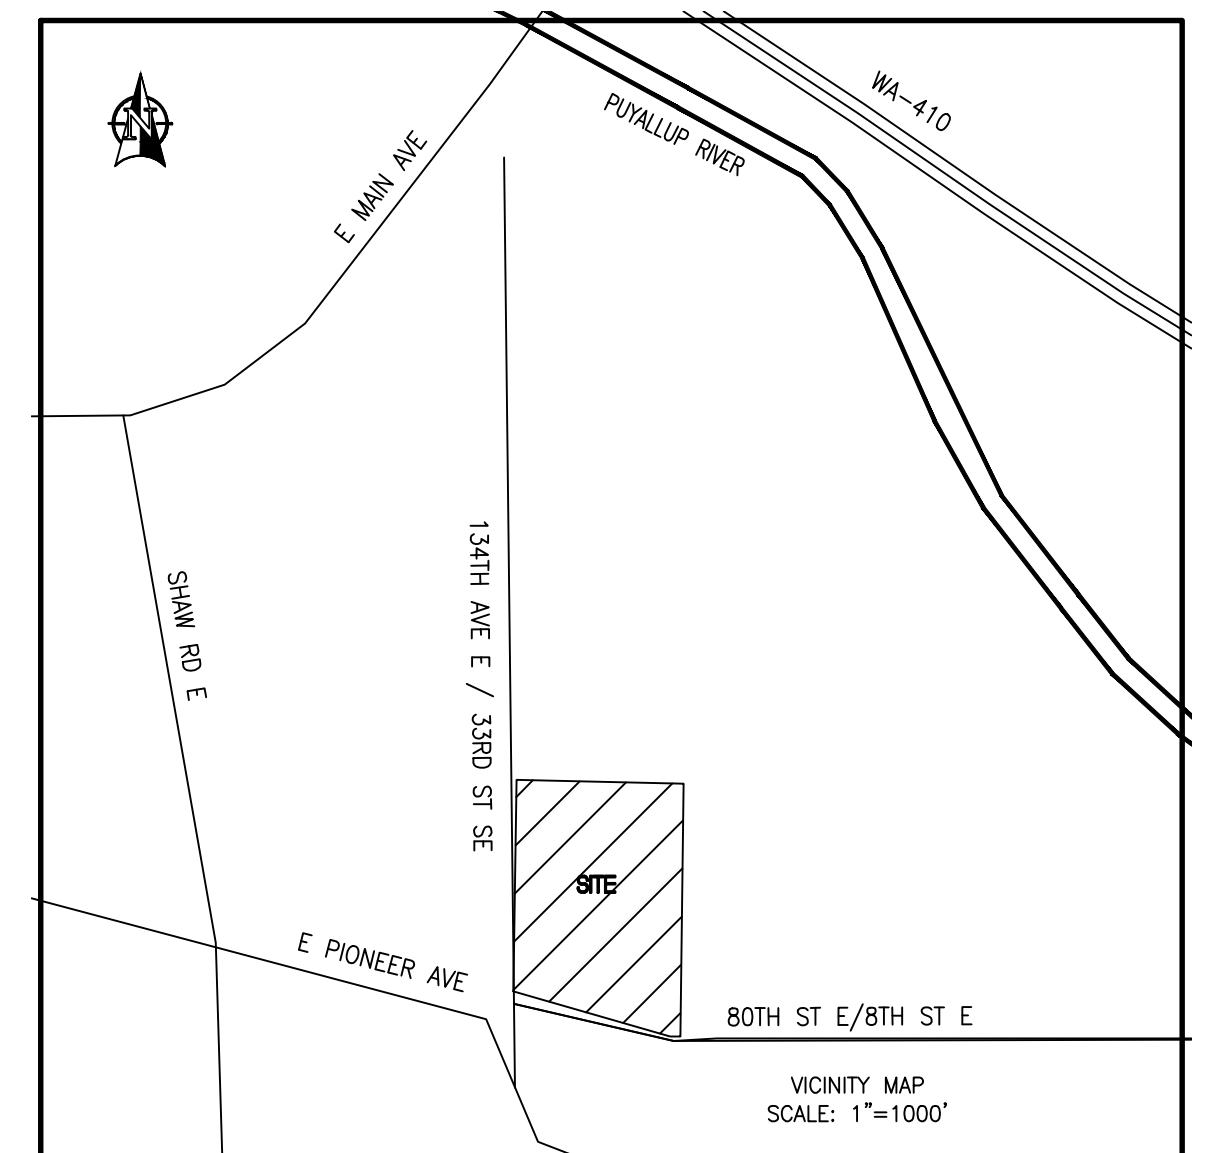 WA-410
PUYALLUP RIVER
N
E MAIN AVE
134TH AVE E / 33RD ST SE
SHAW RD E
SITE
E PIONEER AVE
80TH ST E/8TH ST E
VICINITY MAP
SCALE: 1"=1000'